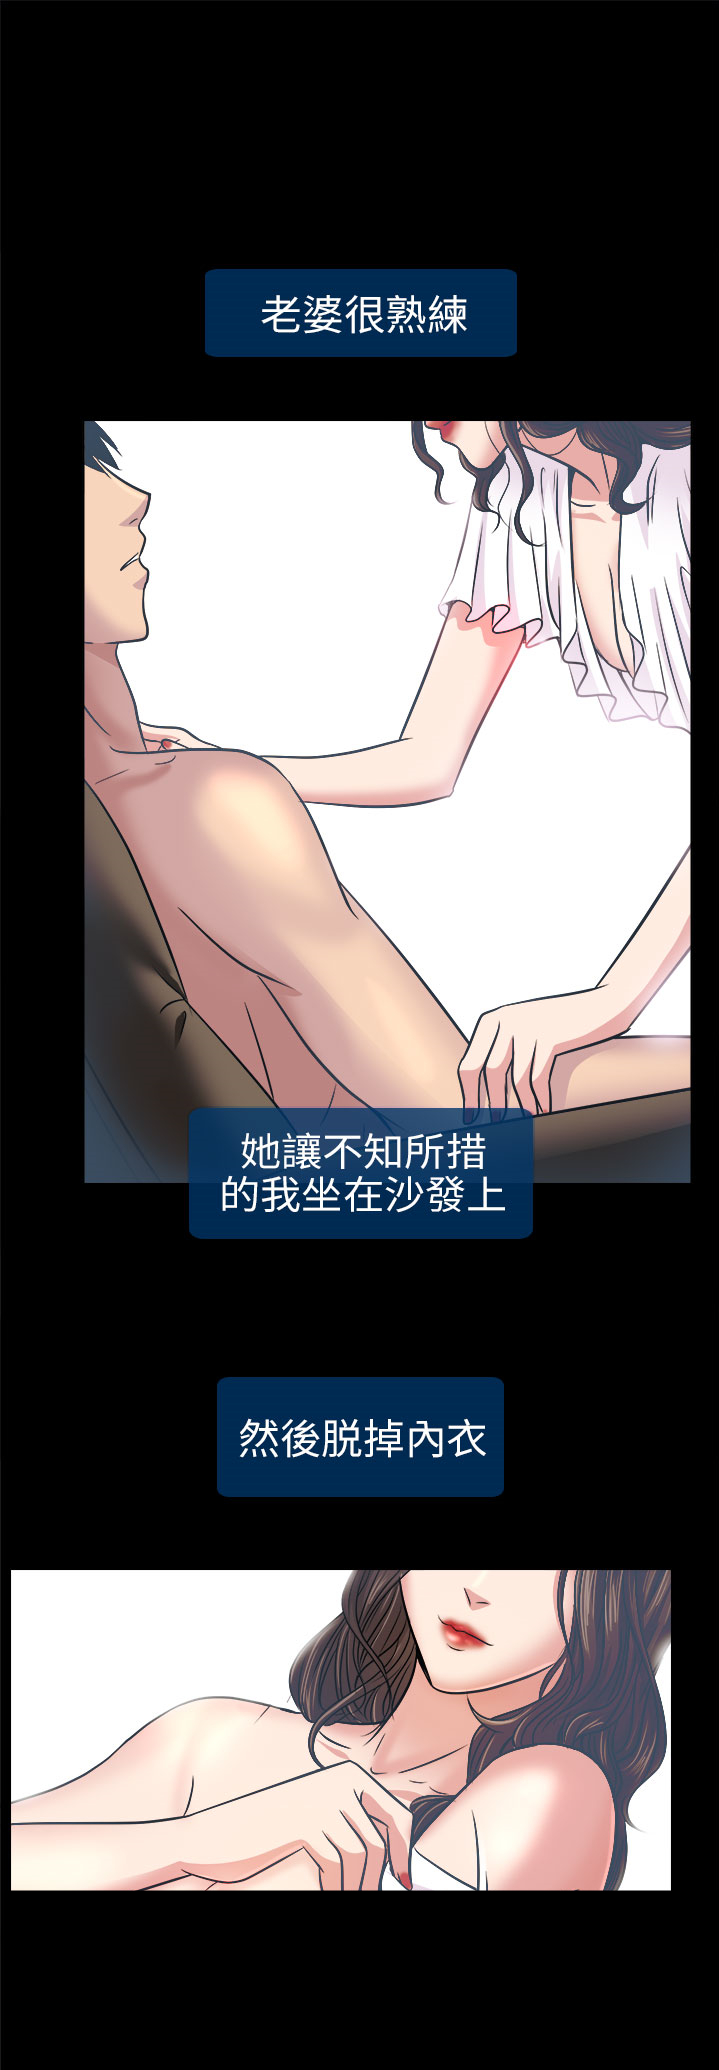 老婆很熟練
她讓不知所措
的我坐在沙發上
然後脱掉內衣